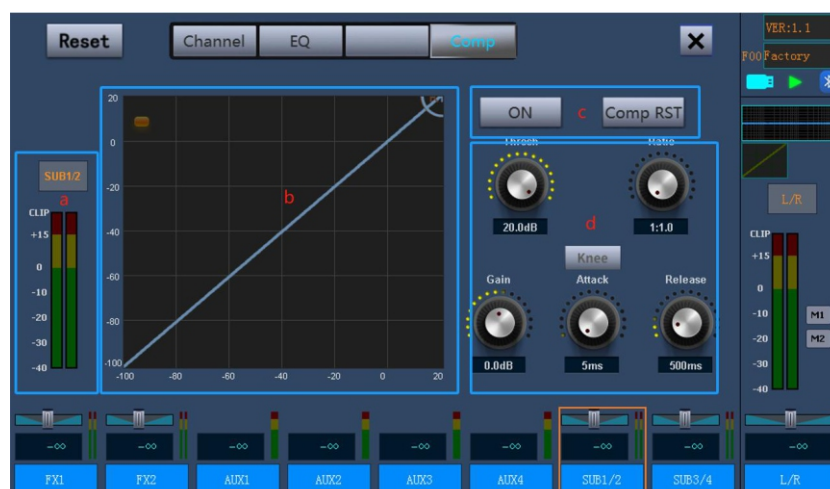 Reset
Channel
EQ
Comp
VER:1.1
F00 Factory
ON
c
Comp RST
Thresh
Ratio
20.0dB
d
1:1.0
Knee
Gain
Attack
Release
0.0dB
5ms
500ms
SUB1/2
a
CLIP
+15
0
-10
-20
-30
-40
b
20
0
-20
-40
-60
-80
-100
-100 -80 -60 -40 -20 0 20
L/R
CLIP
+15
0
-10
-20
-30
-40
M1
M2
-∞ -∞ -∞ -∞ -∞ -∞ -∞ -∞ -∞
FX1 FX2 AUX1 AUX2 AUX3 AUX4 SUB1/2 SUB3/4 L/R